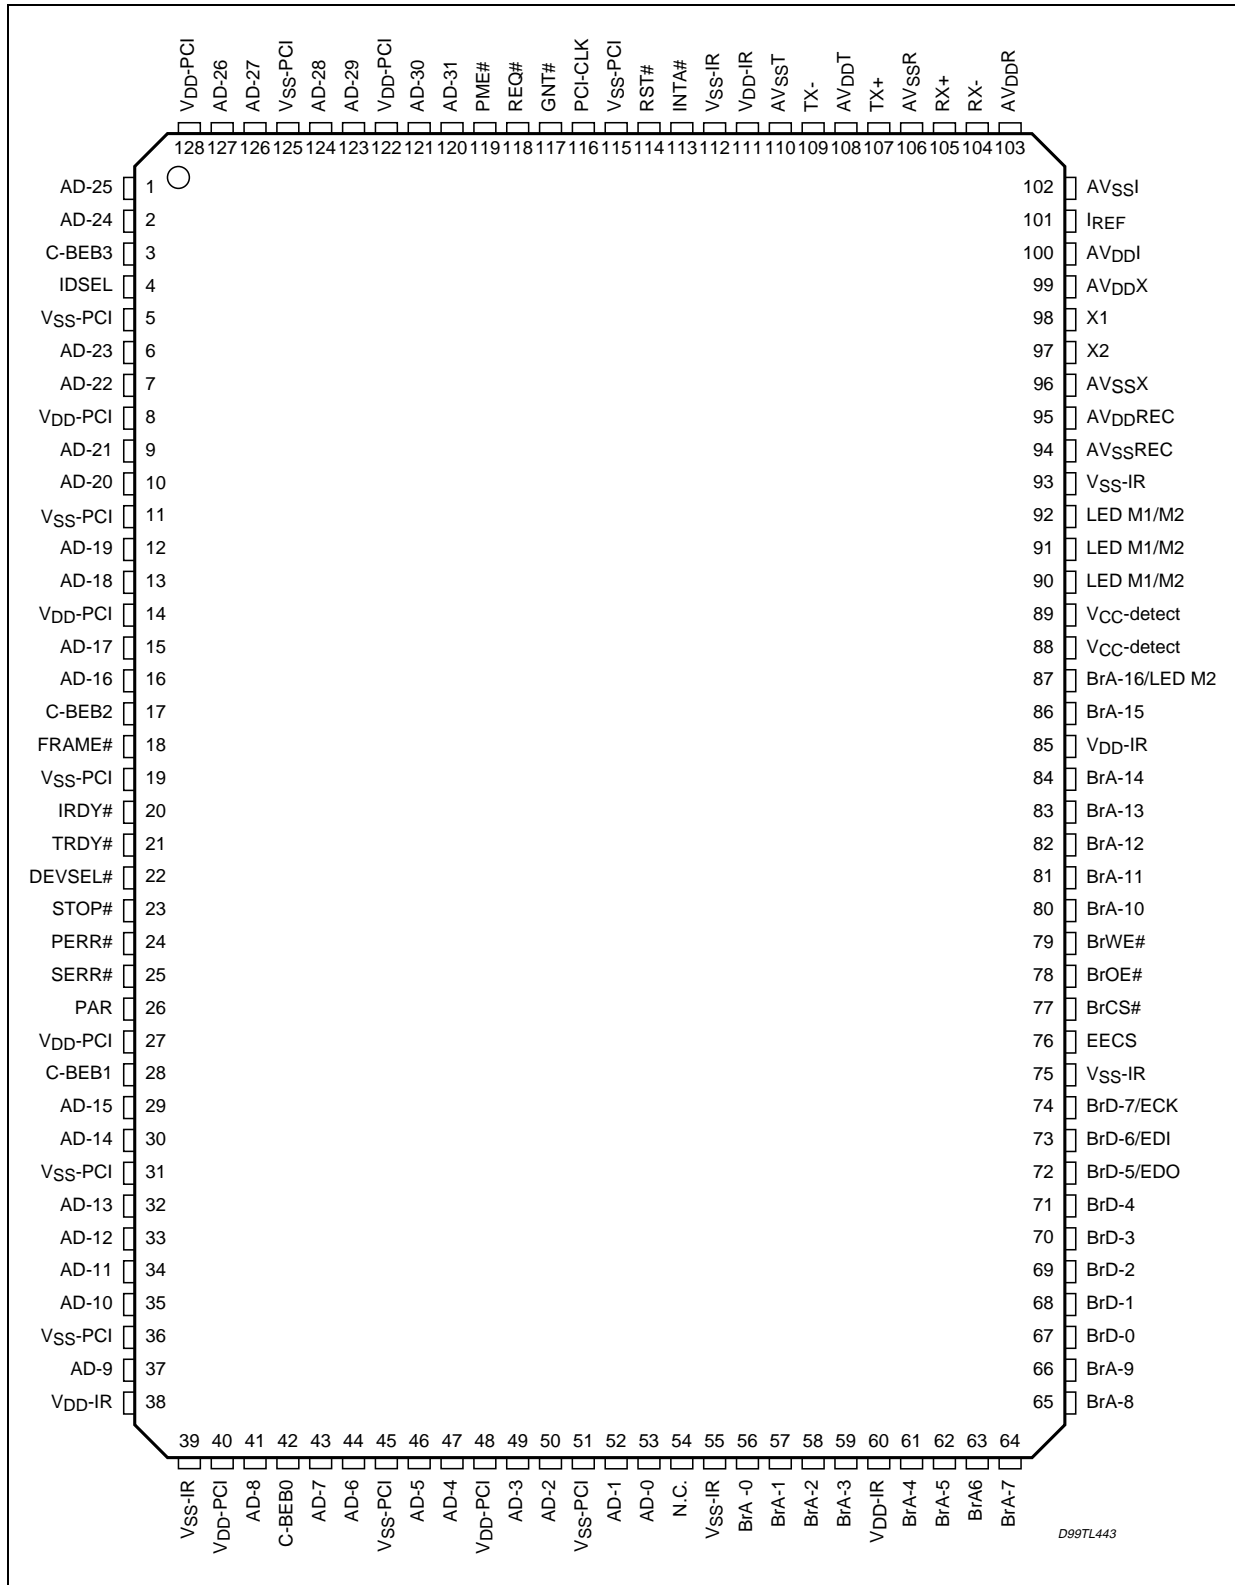 VDD-PCI AD-26 AD-27 VSS-PCI AD-28 AD-29 VDD-PCI AD-30 AD-31 PME# REQ# GNT# PCI-CLK VSS-PCI RST# INTA# VSS-IR VDD-IR AVSST TX- AVDDT TX+ AVSSR RX+ RX- AVDDR
128 127 126 125 124 123 122 121 120 119 118 117 116 115 114 113 112 111 110 109 108 107 106 105 104 103
AD-25 1 102 AVSSI
AD-24 2 101 IREF
C-BEB3 3 100 AVDDI
IDSEL 4 99 AVDDX
VSS-PCI 5 98 X1
AD-23 6 97 X2
AD-22 7 96 AVSSX
VDD-PCI 8 95 AVDDREC
AD-21 9 94 AVSSREC
AD-20 10 93 VSS-IR
VSS-PCI 11 92 LED M1/M2
AD-19 12 91 LED M1/M2
AD-18 13 90 LED M1/M2
VDD-PCI 14 89 VCC-detect
AD-17 15 88 VCC-detect
AD-16 16 87 BrA-16/LED M2
C-BEB2 17 86 BrA-15
FRAME# 18 85 VDD-IR
VSS-PCI 19 84 BrA-14
IRDY# 20 83 BrA-13
TRDY# 21 82 BrA-12
DEVSEL# 22 81 BrA-11
STOP# 23 80 BrA-10
PERR# 24 79 BrWE#
SERR# 25 78 BrOE#
PAR 26 77 BrCS#
VDD-PCI 27 76 EECS
C-BEB1 28 75 VSS-IR
AD-15 29 74 BrD-7/ECK
AD-14 30 73 BrD-6/EDI
VSS-PCI 31 72 BrD-5/EDO
AD-13 32 71 BrD-4
AD-12 33 70 BrD-3
AD-11 34 69 BrD-2
AD-10 35 68 BrD-1
VSS-PCI 36 67 BrD-0
AD-9 37 66 BrA-9
VDD-IR 38 65 BrA-8
39 40 41 42 43 44 45 46 47 48 49 50 51 52 53 54 55 56 57 58 59 60 61 62 63 64
VSS-IR VDD-PCI AD-8 C-BEB0 AD-7 AD-6 VSS-PCI AD-5 AD-4 VDD-PCI AD-3 AD-2 VSS-PCI AD-1 AD-0 N.C. VSS-IR BrA -0 BrA-1 BrA-2 BrA-3 VDD-IR BrA-4 BrA-5 BrA6 BrA-7
D99TL443